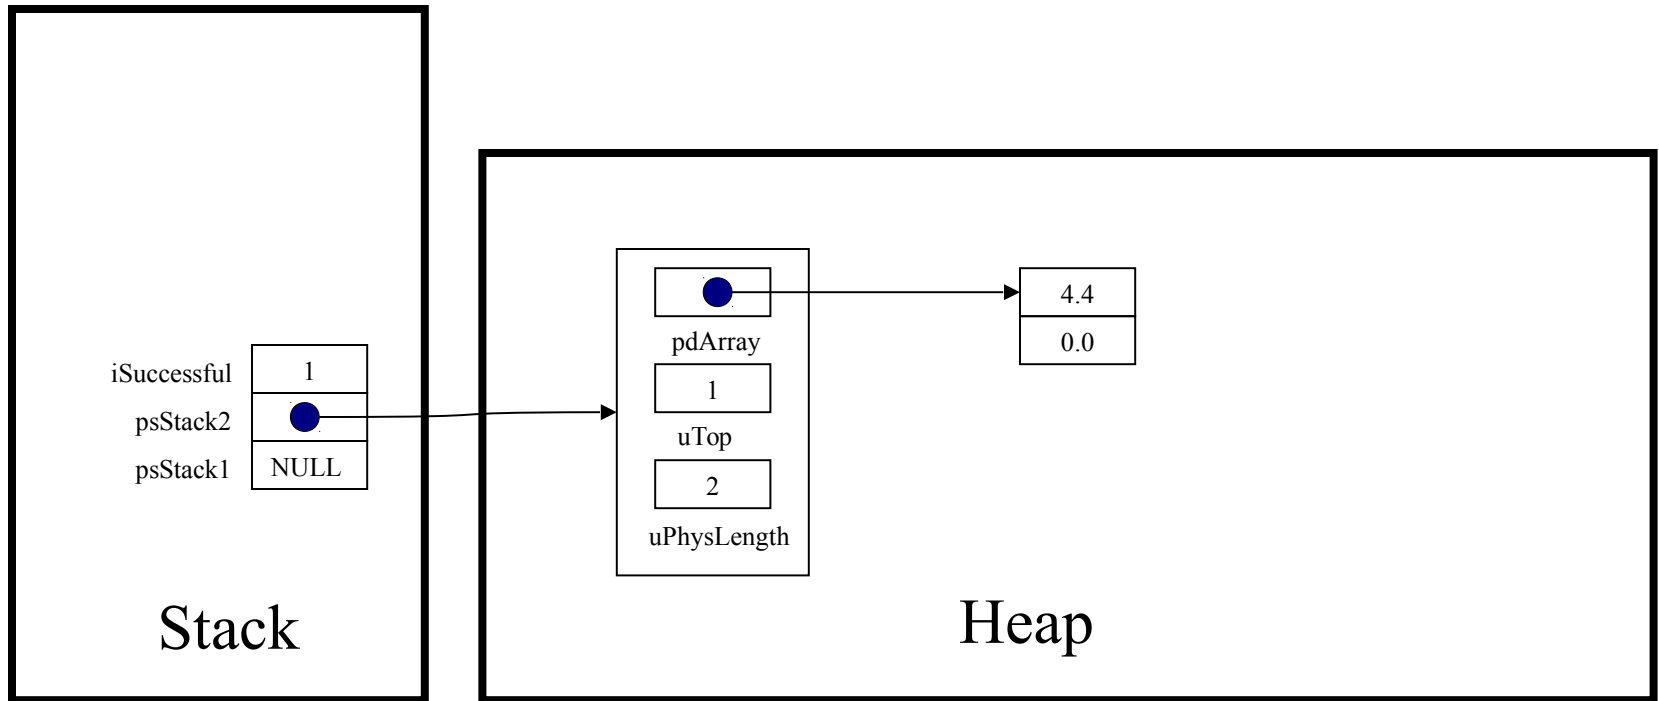 iSuccessful 1
psStack2
psStack1 NULL
Stack
pdArray
1
uTop
2
uPhysLength
4.4
0.0
Heap